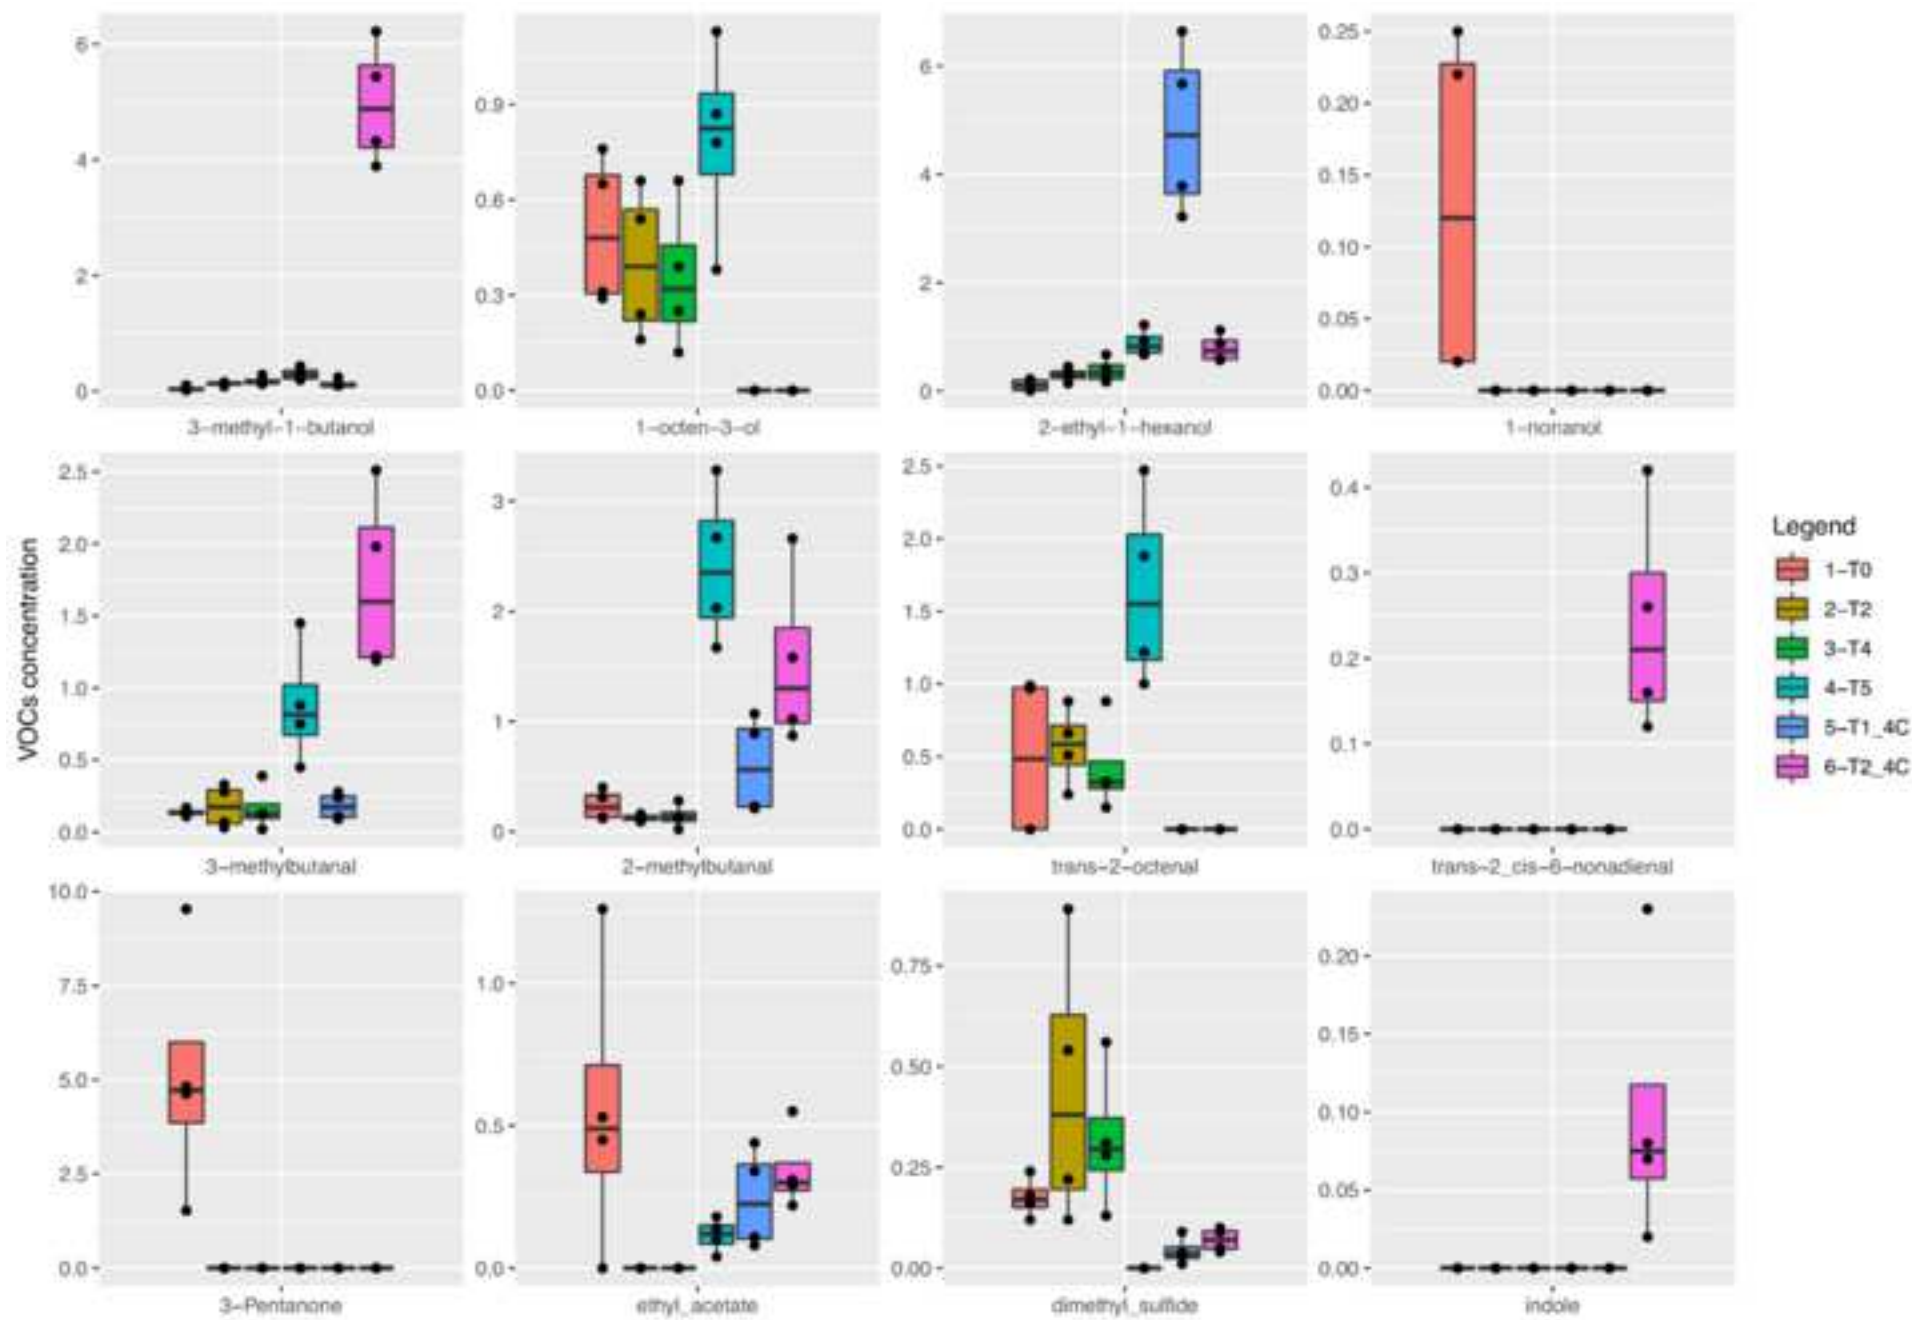 6
4
2
0
3-methyl-1-butanol
0.9
0.6
0.3
0.0
1-octen-3-ol
6
4
2
0
2-ethyl-1-hexanol
0.25
0.20
0.15
0.10
0.05
0.00
1-nonanol
VOCs concentration
2.5
2.0
1.5
1.0
0.5
0.0
3-methylbutanal
3
2
1
0
2-methylbutanal
2.5
2.0
1.5
1.0
0.5
0.0
trans-2-octenal
0.4
0.3
0.2
0.1
0.0
trans-2_cis-6-nonadienal
10.0
7.5
5.0
2.5
0.0
3-Pentanone
1.0
0.5
0.0
ethyl_acetate
0.75
0.50
0.25
0.00
dimethyl_sulfide
0.20
0.15
0.10
0.05
0.00
indole
Legend
1-T0
2-T2
3-T4
4-T5
5-T1_4C
6-T2_4C